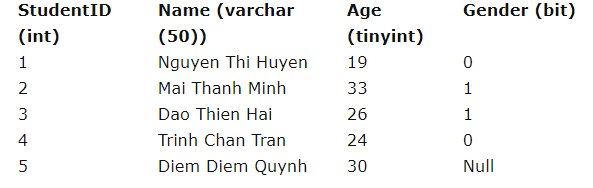 StudentID (int) Name (varchar (50)) Age (tinyint) Gender (bit)
1 Nguyen Thi Huyen 19 0
2 Mai Thanh Minh 33 1
3 Dao Thien Hai 26 1
4 Trinh Chan Tran 24 0
5 Diem Diem Quynh 30 Null